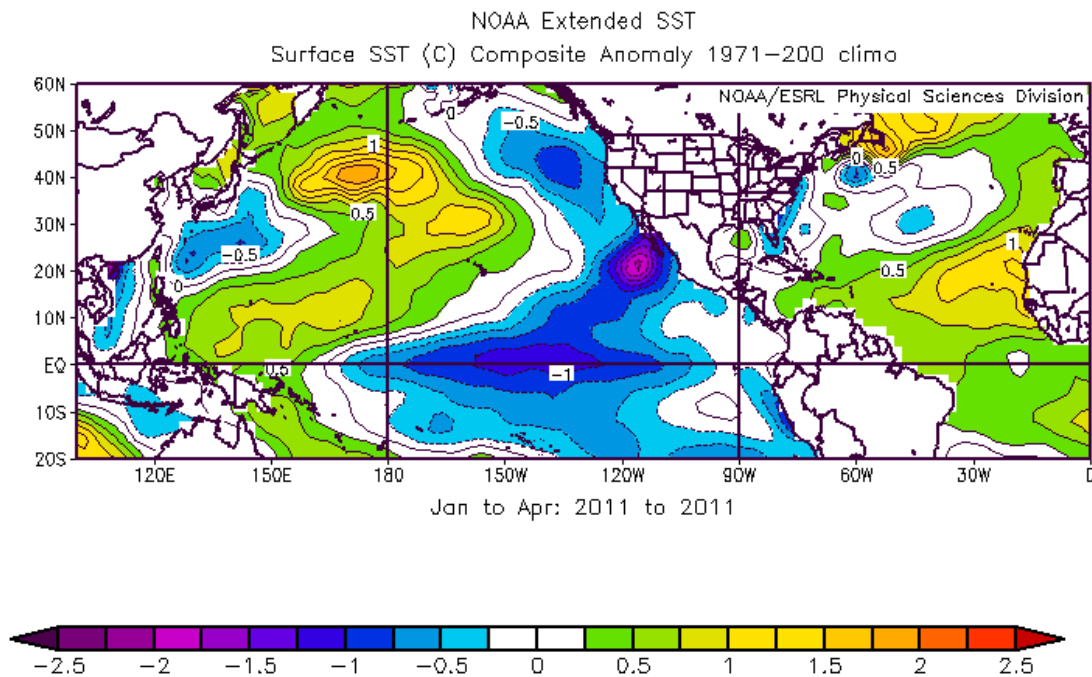 NOAA Extended SST
Surface SST (C) Composite Anomaly 1971-200 climo
60N
NOAA/ESRL Physical Sciences Division
0
-0.5
50N
1
0
0.5
40N
0.5
30N
-0.5
1
20N
0
0.5
10N
0.5
EQ
-1
10S
20S
120E 150E 180 150W 120W 90W 60W 30W
Jan to Apr: 2011 to 2011
-2.5 -2 -1.5 -1 -0.5 0 0.5 1 1.5 2 2.5